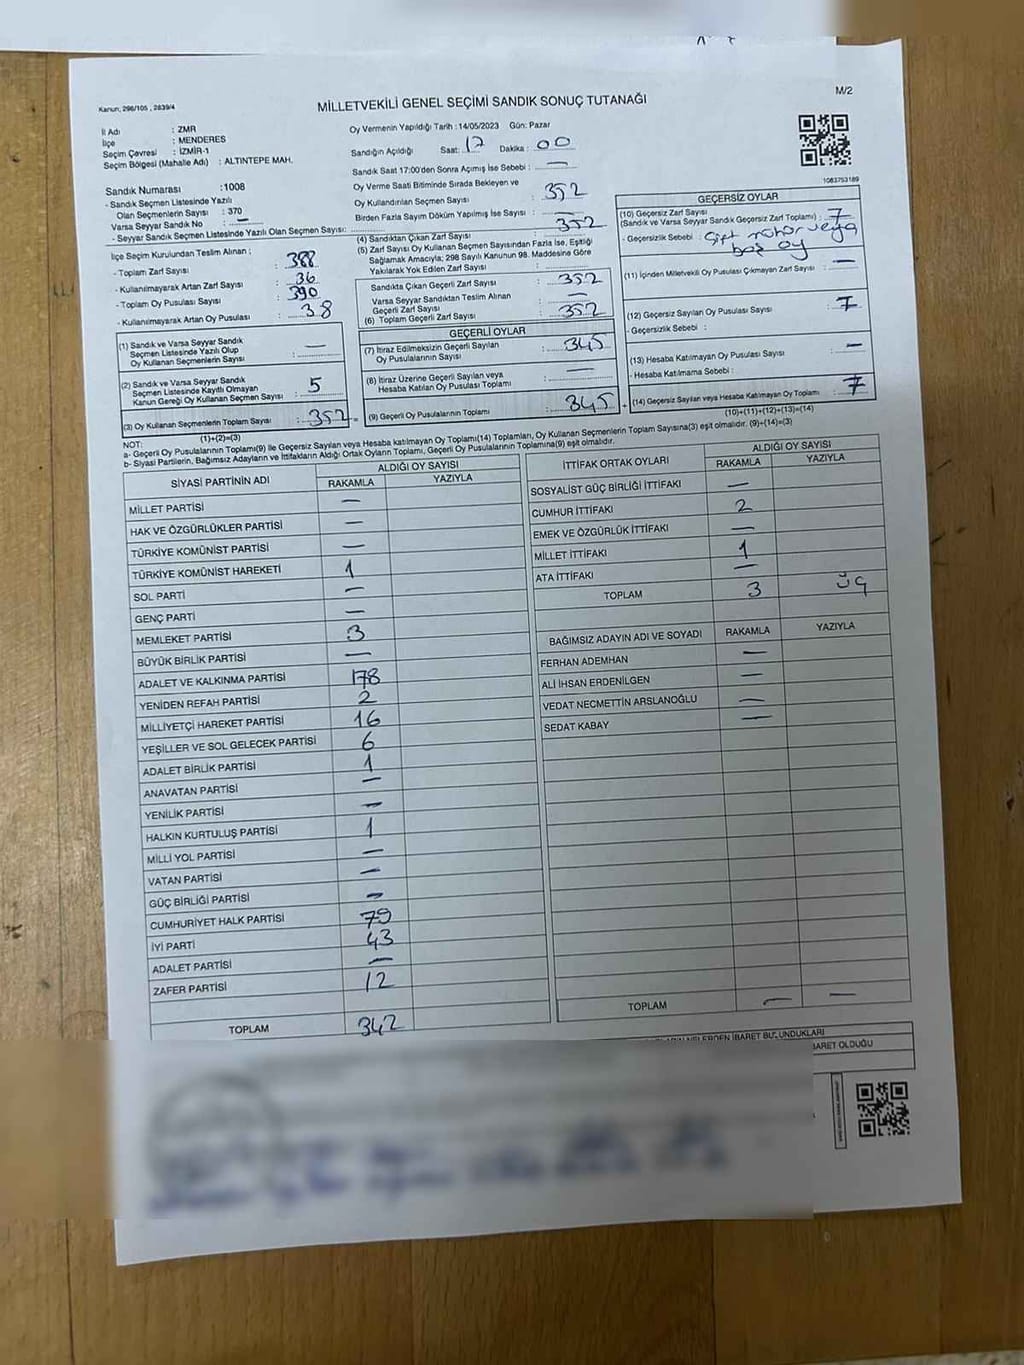 Kanun; 298/105 , 2839/4
MİLLETVEKİLİ GENEL SEÇİMİ SANDIK SONUÇ TUTANAĞI
M/2
İl Adı : İZMİR
İlçe : MENDERES
Seçim Çevresi : İZMİR-1
Seçim Bölgesi (Mahalle Adı) : ALTINTEPE MAH.
Oy Vermenin Yapıldığı Tarih : 14/05/2023 Gün: Pazar
Sandığın Açıldığı Saat: 17 Dakika : 00
Sandık Saat 17:00'den Sonra Açımış İse Sebebi : —
Oy Verme Saati Bitiminde Sırada Bekleyen ve
Oy Kullandırılan Seçmen Sayısı : 352
Birden Fazla Sayım Döküm Yapılmış İse Sayısı :
1083753189
Sandık Numarası : 1008
- Sandık Seçmen Listesinde Yazılı
Olan Seçmenlerin Sayısı : 370
Varsa Seyyar Sandık No : —
- Seyyar Sandık Seçmen Listesinde Yazılı Olan Seçmen Sayısı:
İlçe Seçim Kurulundan Teslim Alınan :
- Toplam Zarf Sayısı : 388
- Kullanılmayarak Artan Zarf Sayısı : 36
- Toplam Oy Pusulası Sayısı : 390
- Kullanılmayarak Artan Oy Pusulası : 38
(4) Sandıktan Çıkan Zarf Sayısı : 352
(5) Zarf Sayısı Oy Kullanan Seçmen Sayısından Fazla İse, Eşitliği
Sağlamak Amacıyla; 298 Sayılı Kanunun 98. Maddesine Göre
Yakılarak Yok Edilen Zarf Sayısı :
Sandıkta Çıkan Geçerli Zarf Sayısı : 352
Varsa Seyyar Sandıktan Teslim Alınan
Geçerli Zarf Sayısı : —
(6) Toplam Geçerli Zarf Sayısı : 352
GEÇERSİZ OYLAR
(10) Geçersiz Zarf Sayısı
(Sandık ve Varsa Seyyar Sandık Geçersiz Zarf Toplamı) : 7
- Geçersizlik Sebebi : Çift mühür veya
boş oy
(11) İçinden Milletvekili Oy Pusulası Çıkmayan Zarf Sayısı : —
(12) Geçersiz Sayılan Oy Pusulası Sayısı : 7
- Geçersizlik Sebebi :
(13) Hesaba Katılmayan Oy Pusulası Sayısı : —
- Hesaba Katılmama Sebebi :
(14) Geçersiz Sayılan veya Hesaba Katılmayan Oy Toplamı : 7
(10)+(11)+(12)+(13)=(14)
(1) Sandık ve Varsa Seyyar Sandık
Seçmen Listesinde Yazılı Olup
Oy Kullanan Seçmenlerin Sayısı : —
(2) Sandık ve Varsa Seyyar Sandık
Seçmen Listesinde Kayıtlı Olmayan
Kanun Gereği Oy Kullanan Seçmen Sayısı : 5
(3) Oy Kullanan Seçmenlerin Toplam Sayısı : 352
(1)+(2)=(3)
GEÇERLİ OYLAR
(7) İtiraz Edilmeksizin Geçerli Sayılan
Oy Pusulalarının Sayısı : 345
(8) İtiraz Üzerine Geçerli Sayılan veya
Hesaba Katılan Oy Pusulası Toplamı : —
(9) Geçerli Oy Pusulalarının Toplamı : 345
NOT:
a- Geçerli Oy Pusulalarının Toplamı(9) ile Geçersiz Sayılan veya Hesaba katılmayan Oy Toplamı(14) Toplamları, Oy Kullanan Seçmenlerin Toplam Sayısına(3) eşit olmalıdır. (9)+(14)=(3)
b- Siyasi Partilerin, Bağımsız Adayların ve İttifakların Aldığı Ortak Oyların Toplamı, Geçerli Oy Pusulalarının Toplamına(9) eşit olmalıdır.
SİYASİ PARTİNİN ADI ALDIĞI OY SAYISI
RAKAMLA YAZIYLA
MİLLET PARTİSİ —
HAK VE ÖZGÜRLÜKLER PARTİSİ —
TÜRKİYE KOMÜNİST PARTİSİ —
TÜRKİYE KOMÜNİST HAREKETİ 1
SOL PARTİ —
GENÇ PARTİ —
MEMLEKET PARTİSİ 3
BÜYÜK BİRLİK PARTİSİ —
ADALET VE KALKINMA PARTİSİ 178
YENİDEN REFAH PARTİSİ 2
MİLLİYETÇİ HAREKET PARTİSİ 16
YEŞİLLER VE SOL GELECEK PARTİSİ 6
ADALET BİRLİK PARTİSİ 1
ANAVATAN PARTİSİ —
YENİLİK PARTİSİ —
HALKIN KURTULUŞ PARTİSİ 1
MİLLİ YOL PARTİSİ —
VATAN PARTİSİ —
GÜÇ BİRLİĞİ PARTİSİ —
CUMHURİYET HALK PARTİSİ 79
İYİ PARTİ 43
ADALET PARTİSİ —
ZAFER PARTİSİ 12
TOPLAM 342
İTTİFAK ORTAK OYLARI ALDIĞI OY SAYISI
RAKAMLA YAZIYLA
SOSYALİST GÜÇ BİRLİĞİ İTTİFAKI —
CUMHUR İTTİFAKI 2
EMEK VE ÖZGÜRLÜK İTTİFAKI —
MİLLET İTTİFAKI 1
ATA İTTİFAKI —
TOPLAM 3 üç
BAĞIMSIZ ADAYIN ADI VE SOYADI RAKAMLA YAZIYLA
FERHAN ADEMHAN —
ALİ İHSAN ERDENİLGEN —
VEDAT NECMETTİN ARSLANOĞLU —
SEDAT KABAY —
TOPLAM — —
NELERDEN İBARET BULUNDUKLARI
İBARET OLDUĞU